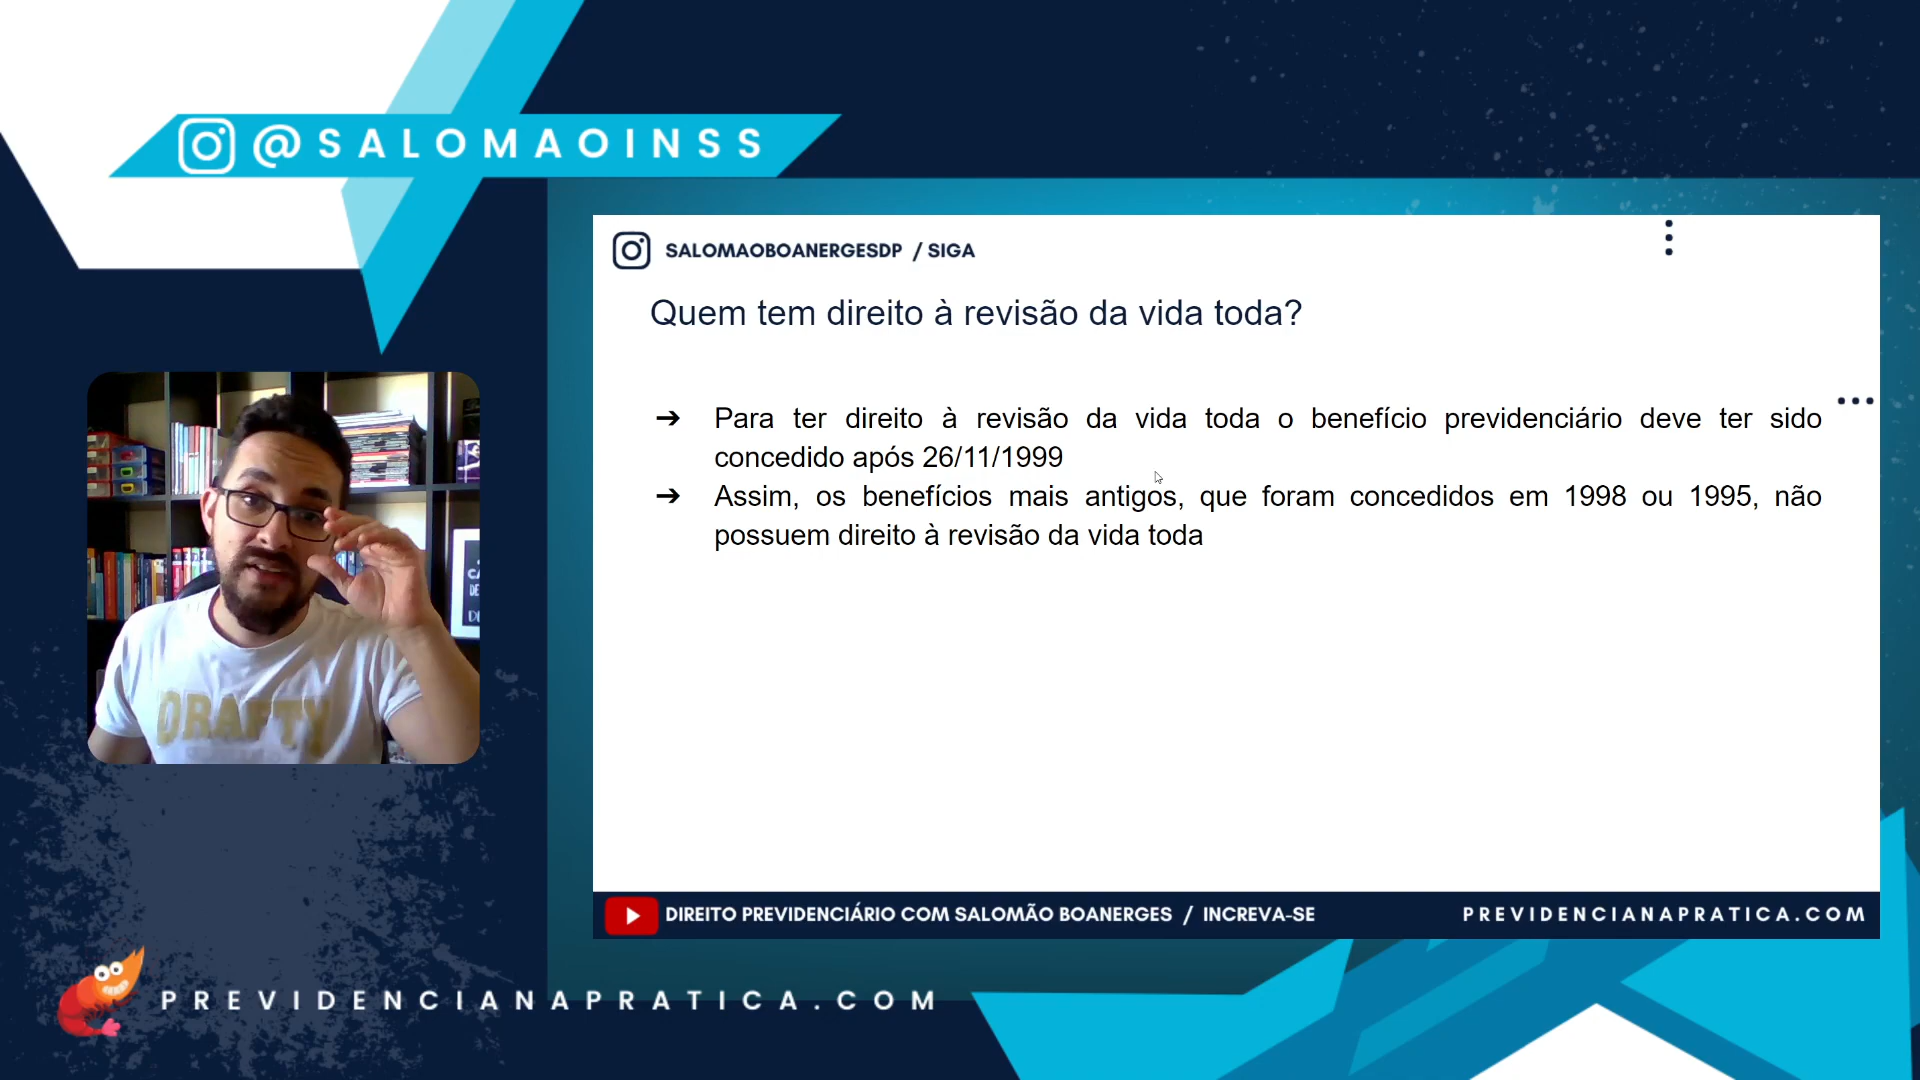 @SALOMAOINSS
SALOMAOBOANERGESDP / SIGA
Quem tem direito à revisão da vida toda?
➔ Para ter direito à revisão da vida toda o benefício previdenciário deve ter sido
concedido após 26/11/1999
➔ Assim, os benefícios mais antigos, que foram concedidos em 1998 ou 1995, não
possuem direito à revisão da vida toda
DRAFTY
DIREITO PREVIDENCIÁRIO COM SALOMÃO BOANERGES / INCREVA-SE
PREVIDENCIANAPRATICA.COM
PREVIDENCIANAPRATICA.COM